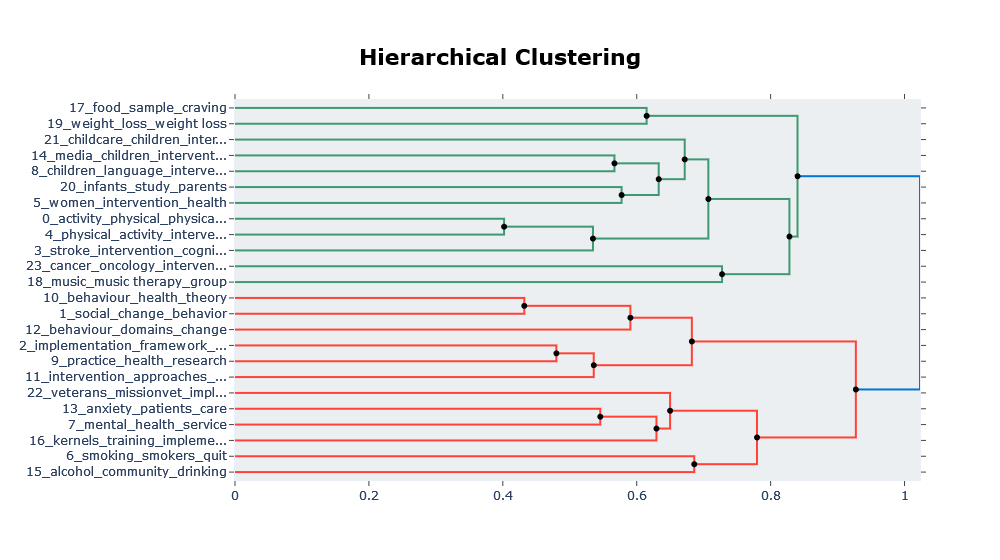 Hierarchical Clustering
17_food_sample_craving
19_weight_loss_weight loss
21_childcare_children_inter...
14_media_children_intervent...
8_children_language_interve...
20_infants_study_parents
5_women_intervention_health
0_activity_physical_physica...
4_physical_activity_interve...
3_stroke_intervention_cogni...
23_cancer_oncology_interven...
18_music_music therapy_group
10_behaviour_health_theory
1_social_change_behavior
12_behaviour_domains_change
2_implementation_framework_...
9_practice_health_research
11_intervention_approaches_...
22_veterans_missionvet_impl...
13_anxiety_patients_care
7_mental_health_service
16_kernels_training_impleme...
6_smoking_smokers_quit
15_alcohol_community_drinking
0 0.2 0.4 0.6 0.8 1